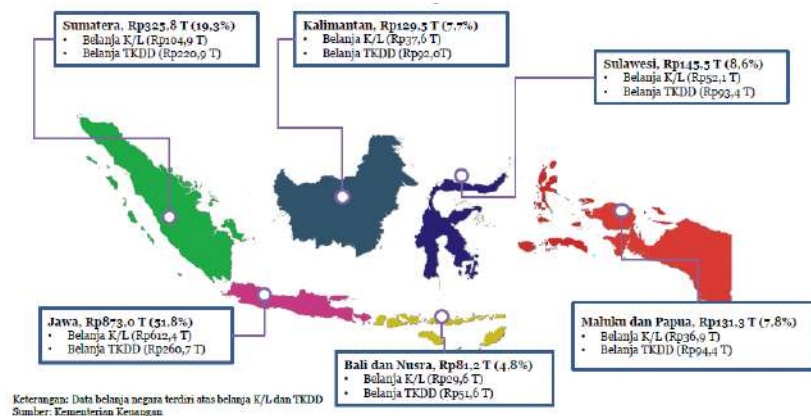 Sumatera, Rp325,8 T (19,3%)
• Belanja K/L (Rp104,9 T)
• Belanja TKDD (Rp220,9 T)
Kalimantan, Rp129,5 T (7,7%)
• Belanja K/L (Rp37,6 T)
• Belanja TKDD (Rp92,0T)
Sulawesi, Rp145,5 T (8,6%)
• Belanja K/L (Rp52,1 T)
• Belanja TKDD (Rp93,4 T)
Jawa, Rp873,0 T (51,8%)
• Belanja K/L (Rp612,4 T)
• Belanja TKDD (Rp260,7 T)
Bali dan Nusra, Rp81,2 T (4,8%)
• Belanja K/L (Rp29,6 T)
• Belanja TKDD (Rp51,6 T)
Maluku dan Papua, Rp131,3 T (7,8%)
• Belanja K/L (Rp36,9 T)
• Belanja TKDD (Rp94,4 T)
Keterangan: Data belanja negara terdiri atas belanja K/L dan TKDD
Sumber: Kementerian Keuangan